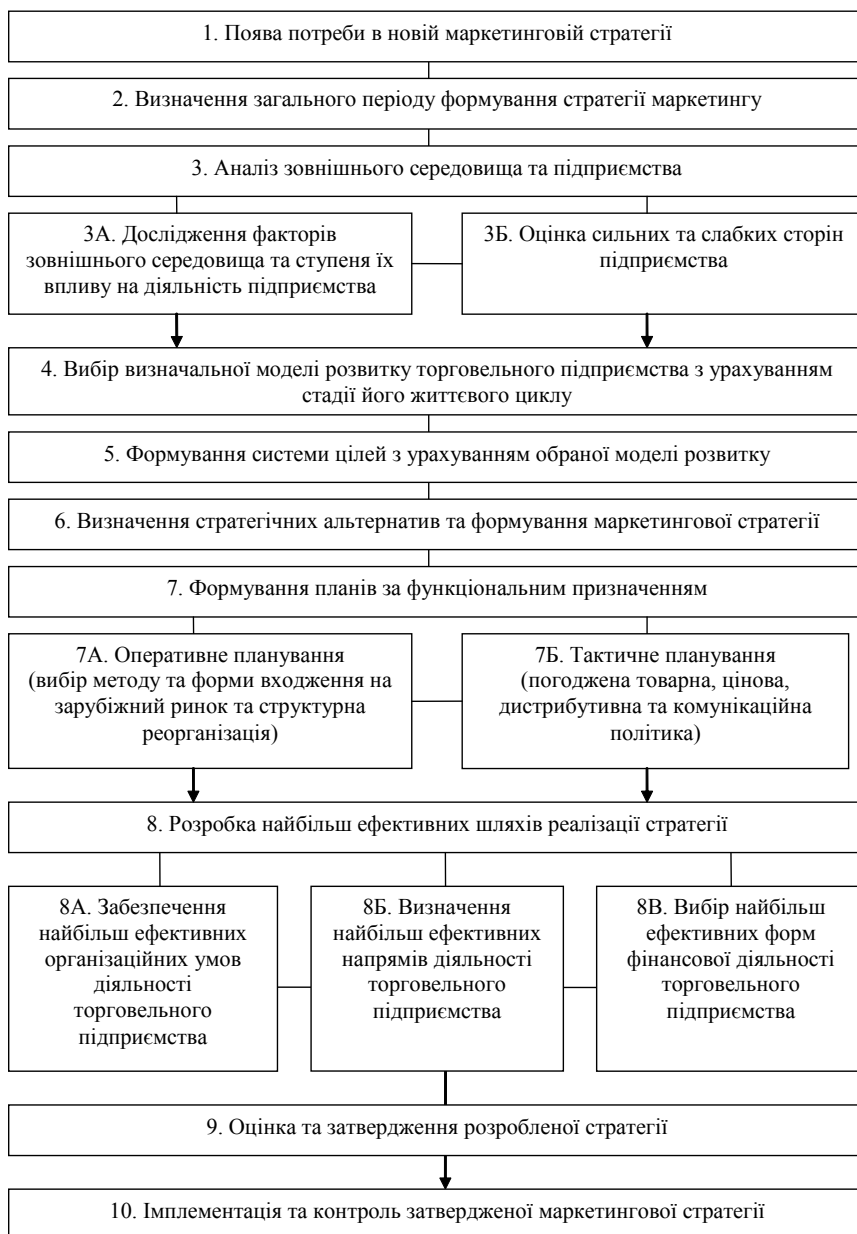 1. Поява потреби в новій маркетинговій стратегії
2. Визначення загального періоду формування стратегії маркетингу
3. Аналіз зовнішнього середовища та підприємства
3А. Дослідження факторів
зовнішнього середовища та ступеня їх
впливу на діяльність підприємства
3Б. Оцінка сильних та слабких сторін
підприємства
4. Вибір визначальної моделі розвитку торговельного підприємства з урахуванням
стадії його життєвого циклу
5. Формування системи цілей з урахуванням обраної моделі розвитку
6. Визначення стратегічних альтернатив та формування маркетингової стратегії
7. Формування планів за функціональним призначенням
7А. Оперативне планування
(вибір методу та форми входження на
зарубіжний ринок та структурна
реорганізація)
7Б. Тактичне планування
(погоджена товарна, цінова,
дистрибутивна та комунікаційна
політика)
8. Розробка найбільш ефективних шляхів реалізації стратегії
8А. Забезпечення
найбільш ефективних
організаційних умов
діяльності
торговельного
підприємства
8Б. Визначення
найбільш ефективних
напрямів діяльності
торговельного
підприємства
8В. Вибір найбільш
ефективних форм
фінансової діяльності
торговельного
підприємства
9. Оцінка та затвердження розробленої стратегії
10. Імплементація та контроль затвердженої маркетингової стратегії